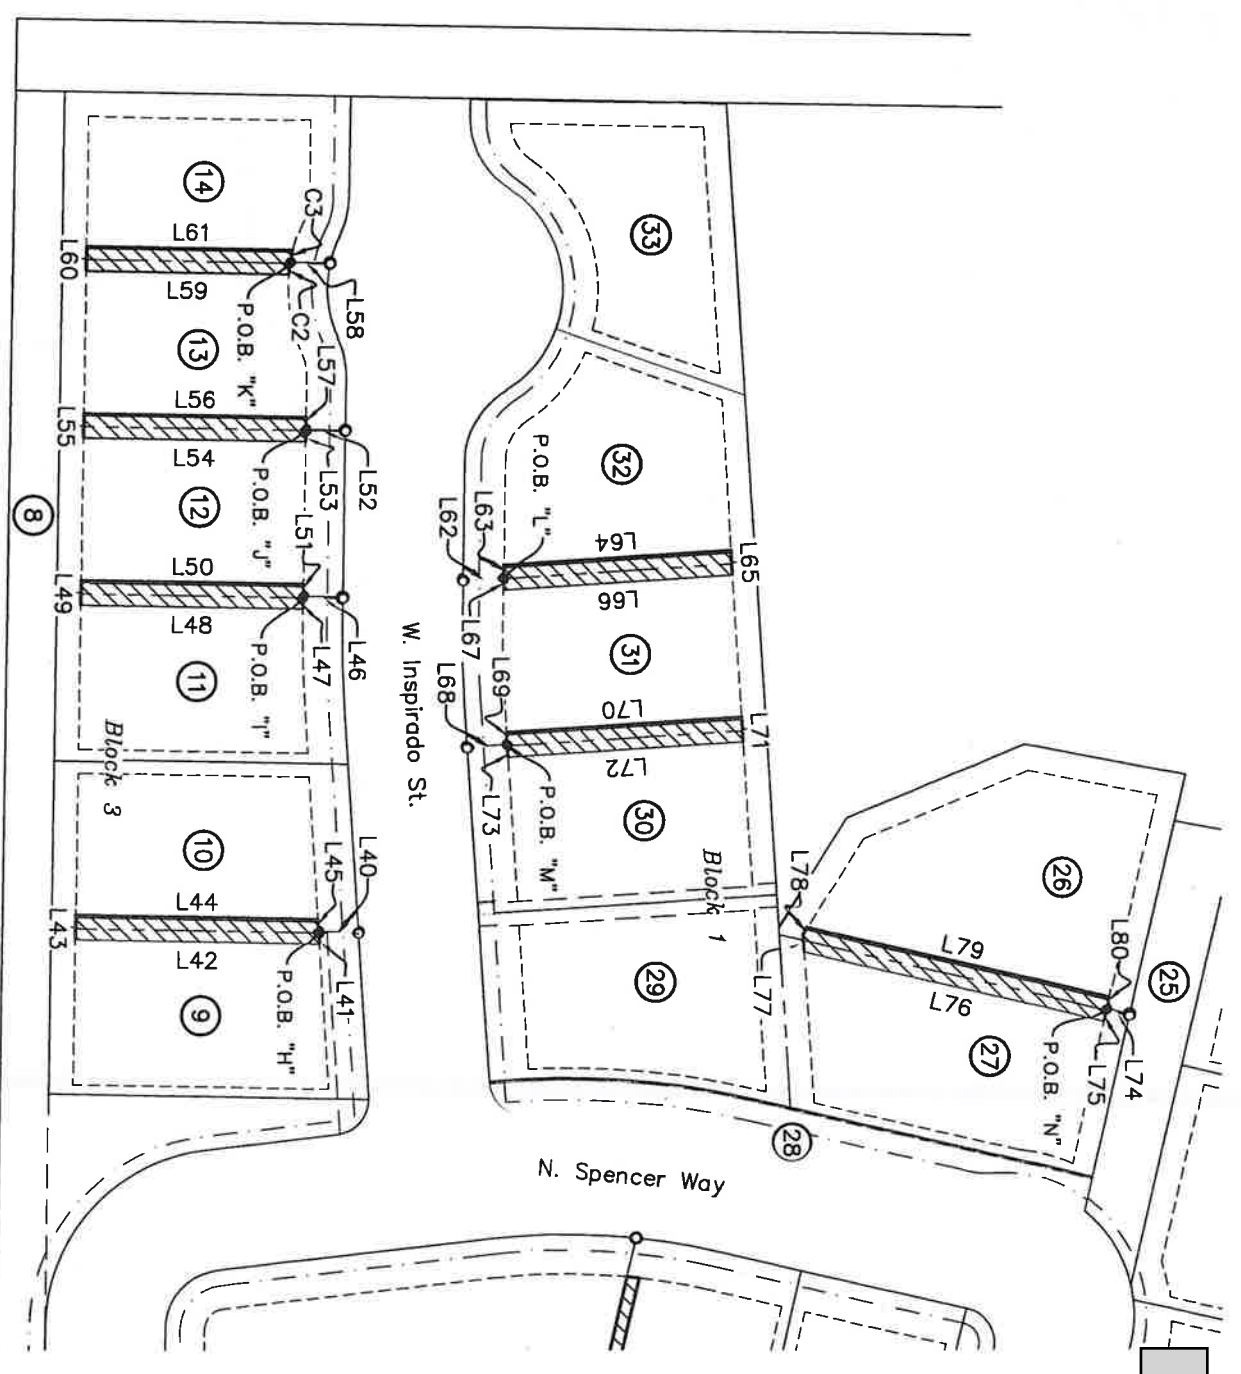 14
C3
L61
L60
L59
L58
C2
P.O.B. "K"
13
L57
L56
L55
L54
L53
L52
P.O.B. "J"
12
8
L51
L50
L49
L48
L47
L46
P.O.B. "I"
11
Block 3
10
L45
L40
L44
L43
L42
L41
P.O.B. "H"
9
W. Inspirado St.
33
32
P.O.B. "L"
L63
L62
L64
L65
L66
L67
31
L69
L68
L70
L71
L72
L73
P.O.B. "M"
30
Block 1
29
26
L78
L79
L80
25
L77
L76
L74
L75
P.O.B. "N"
27
28
N. Spencer Way